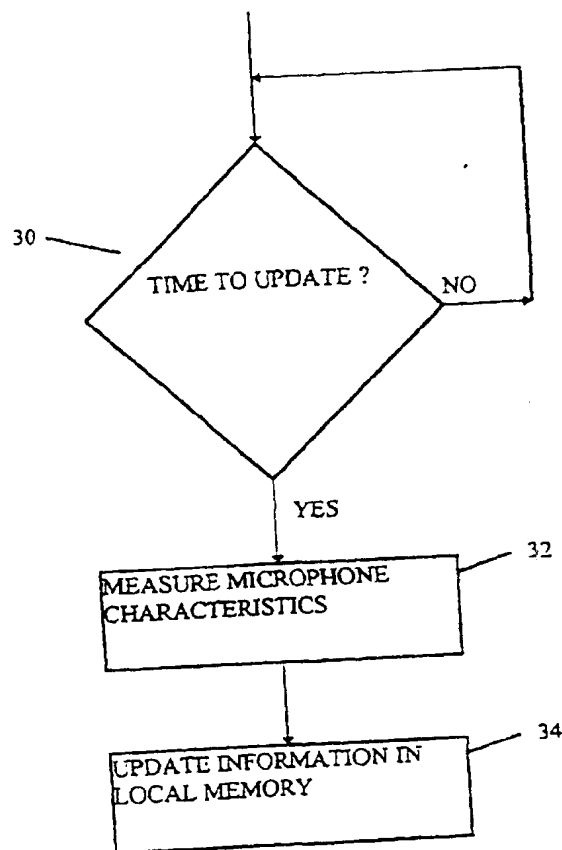 30
TIME TO UPDATE ?
NO
YES
32
MEASURE MICROPHONE
CHARACTERISTICS
34
UPDATE INFORMATION IN
LOCAL MEMORY